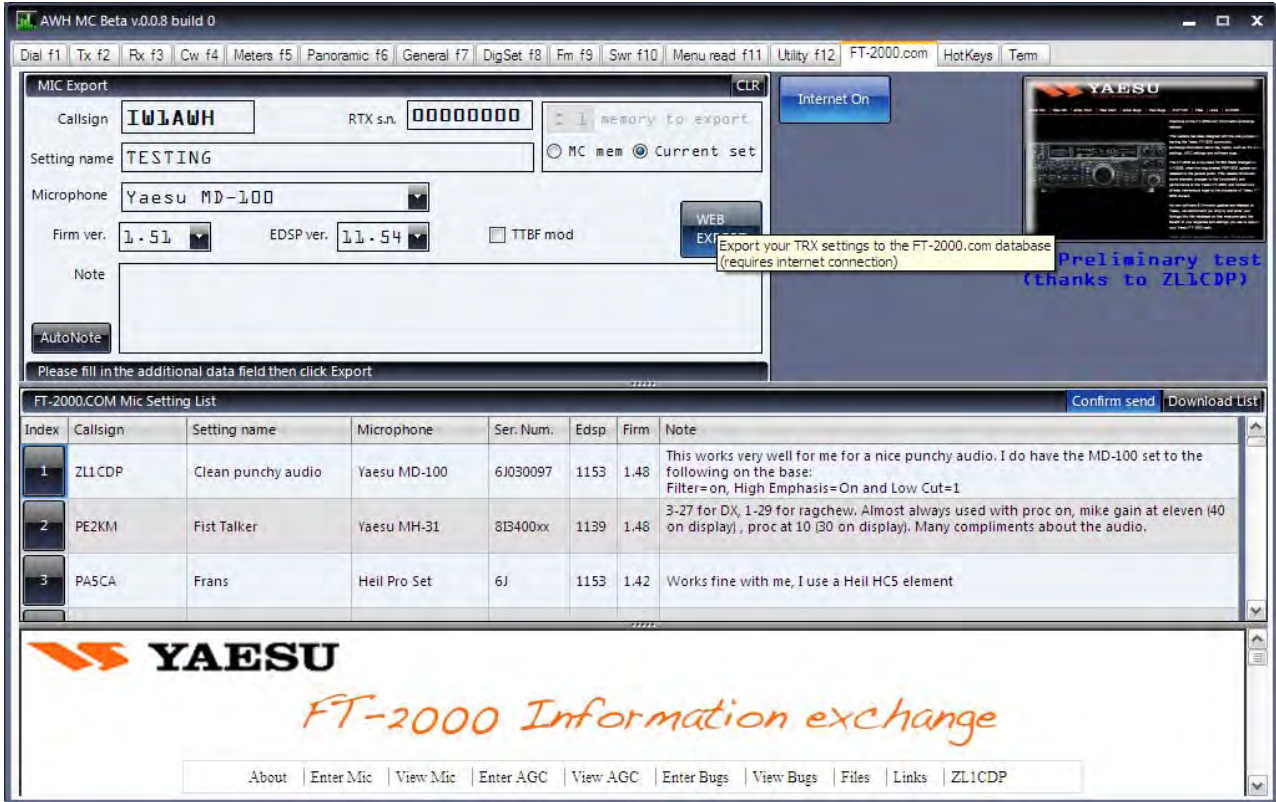 AWH MC Beta v.0.0.8 build 0
Dial f1 Tx f2 Rx f3 Cw f4 Meters f5 Panoramic f6 General f7 DigSet f8 Fm f9 Swr f10 Menu read f11 Utility f12 FT-2000.com HotKeys Term
MIC Export CLR
Internet On
YAESU
Callsign IW1AWH RTX s.n. 00000000 1 memory to export
MC mem Current set
Setting name TESTING
Microphone Yaesu MD-100
WEB
Firm ver. 1.51 EDSP ver. 11.54 TTBF mod
Export your TRX settings to the FT-2000.com database
(requires internet connection)
Preliminary test
(thanks to ZL1CDP)
Note
AutoNote
Please fill in the additional data field then click Export
FT-2000.COM Mic Setting List Confirm send Download List
Index Callsign Setting name Microphone Ser. Num. Edsp Firm Note
1 ZL1CDP Clean punchy audio Yaesu MD-100 6J030097 1153 1.48 This works very well for me for a nice punchy audio. I do have the MD-100 set to the
following on the base:
Filter=on, High Emphasis=On and Low Cut=1
2 PE2KM Fist Talker Yaesu MH-31 8I3400xx 1139 1.48 3-27 for DX, 1-29 for ragchew. Almost always used with proc on, mike gain at eleven (40
on display) , proc at 10 (30 on display). Many compliments about the audio.
3 PA5CA Frans Heil Pro Set 6J 1153 1.42 Works fine with me, I use a Heil HC5 element
YAESU
FT-2000 Information exchange
About | Enter Mic | View Mic | Enter AGC | View AGC | Enter Bugs | View Bugs | Files | Links | ZL1CDP